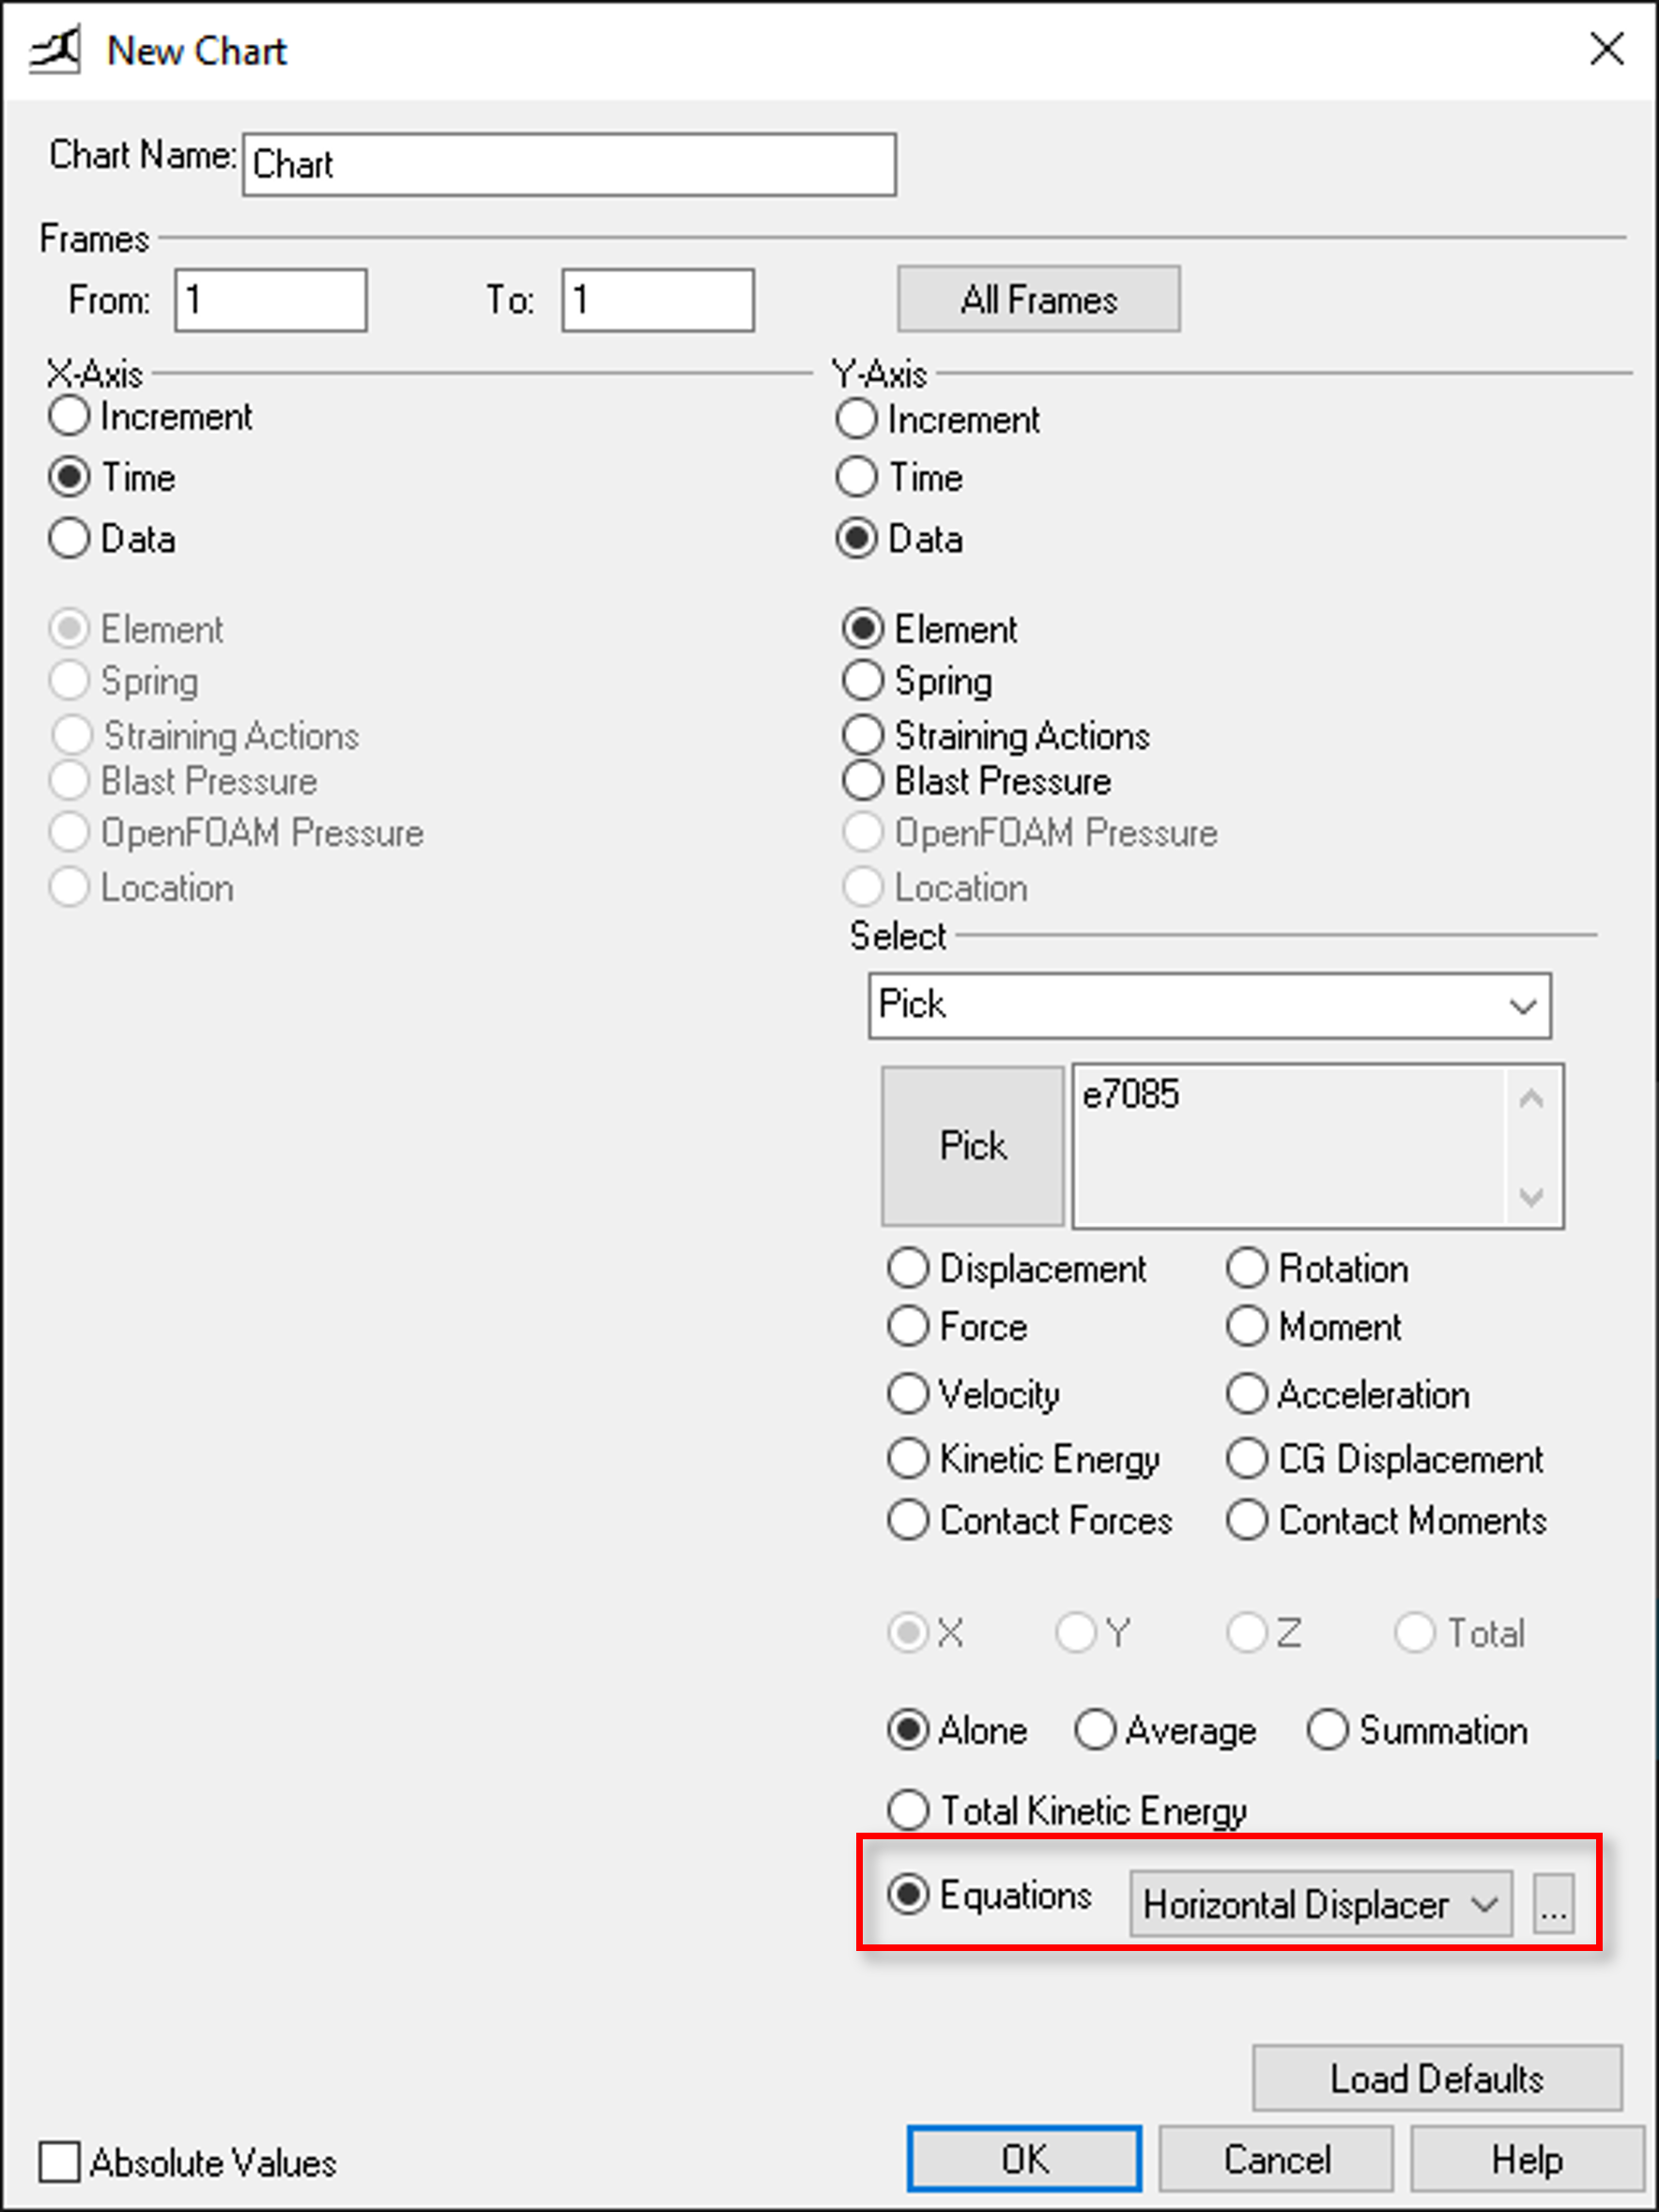 New Chart
Chart Name: Chart
Frames
From: 1 To: 1 All Frames
X-Axis
Increment
Time
Data
Element
Spring
Straining Actions
Blast Pressure
OpenFOAM Pressure
Location
Y-Axis
Increment
Time
Data
Element
Spring
Straining Actions
Blast Pressure
OpenFOAM Pressure
Location
Select
Pick
Pick e7085
Displacement Rotation
Force Moment
Velocity Acceleration
Kinetic Energy CG Displacement
Contact Forces Contact Moments
X Y Z Total
Alone Average Summation
Total Kinetic Energy
Equations Horizontal Displacer ...
Load Defaults
Absolute Values OK Cancel Help